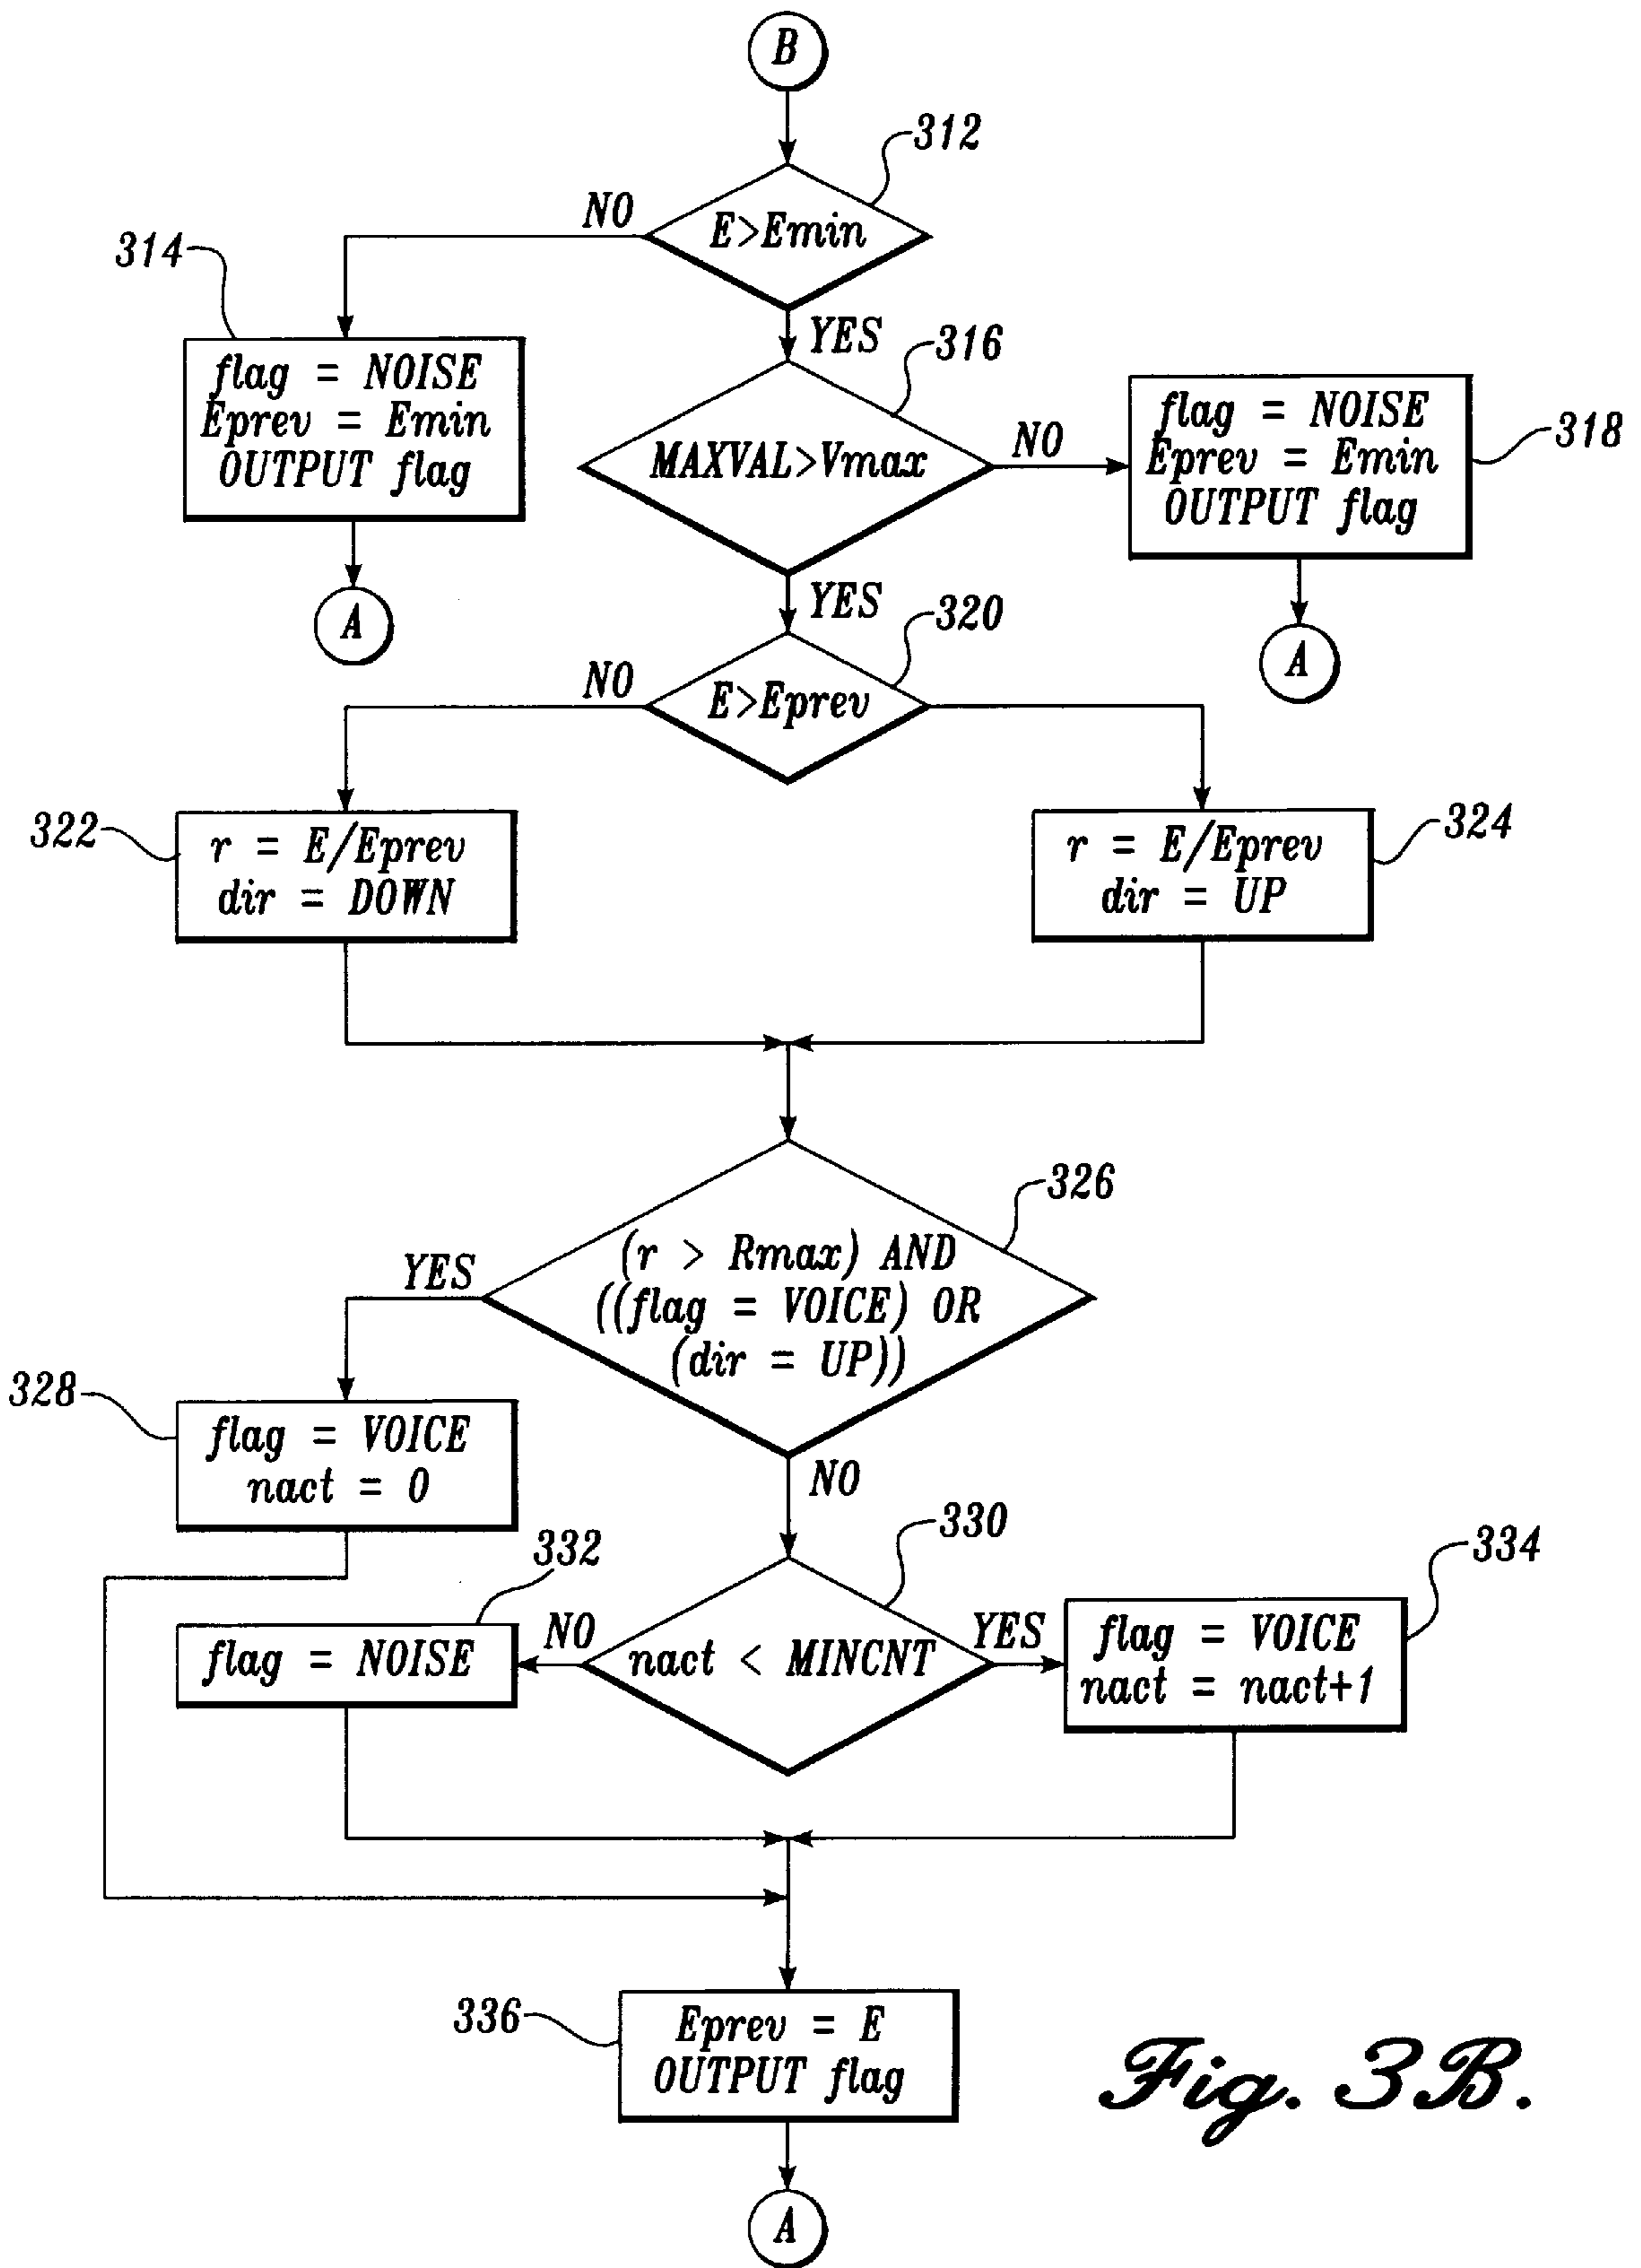 B
312
E>Emin
NO
314
flag = NOISE
Eprev = Emin
OUTPUT flag
A
YES
316
MAXVAL>Vmax
NO
flag = NOISE
Eprev = Emin
OUTPUT flag
318
A
YES
320
E>Eprev
NO
322
r = E/Eprev
dir = DOWN
r = E/Eprev
dir = UP
324
326
(r > Rmax) AND
((flag = VOICE) OR
(dir = UP))
YES
328
flag = VOICE
nact = 0
NO
330
nact < MINCNT
NO
332
flag = NOISE
YES
334
flag = VOICE
nact = nact+1
336
Eprev = E
OUTPUT flag
A
Fig. 3B.